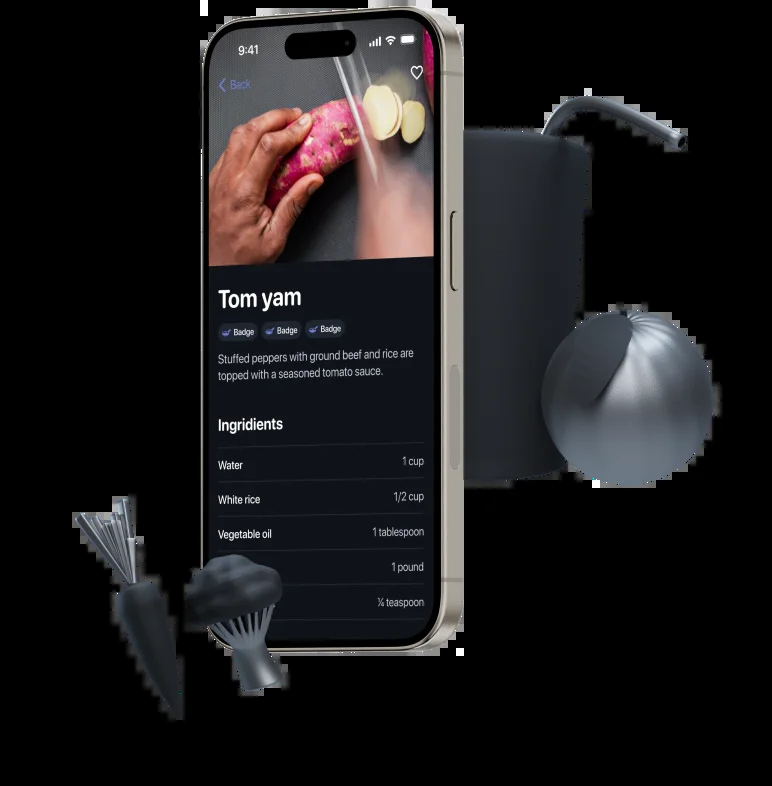 9:41
Back
Tom yam
Badge Badge Badge
Stuffed peppers with ground beef and rice are
topped with a seasoned tomato sauce.
Ingridients
Water 1 cup
White rice 1/2 cup
Vegetable oil 1 tablespoon
1 pound
¼ teaspoon